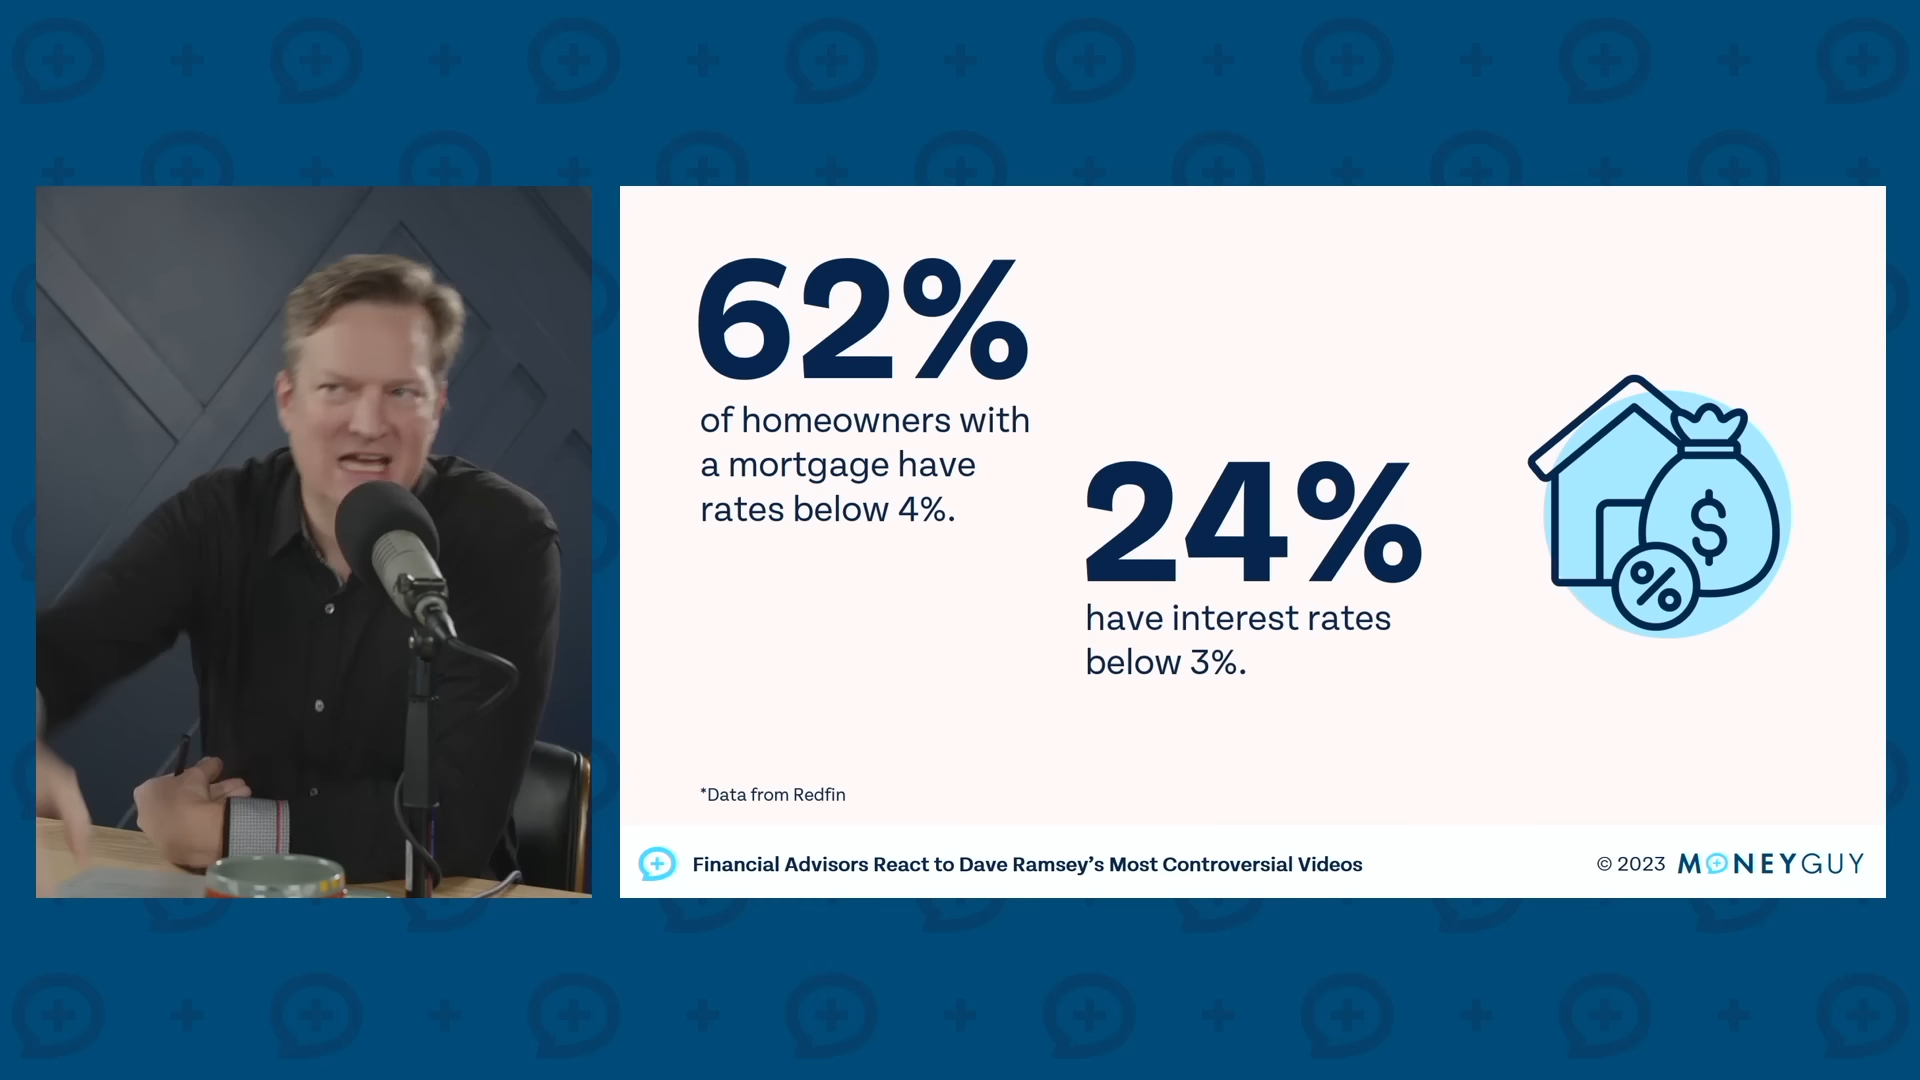 62%
of homeowners with
a mortgage have
rates below 4%.
24%
have interest rates
below 3%.
$
%
*Data from Redfin
Financial Advisors React to Dave Ramsey’s Most Controversial Videos
© 2023 MONEYGUY